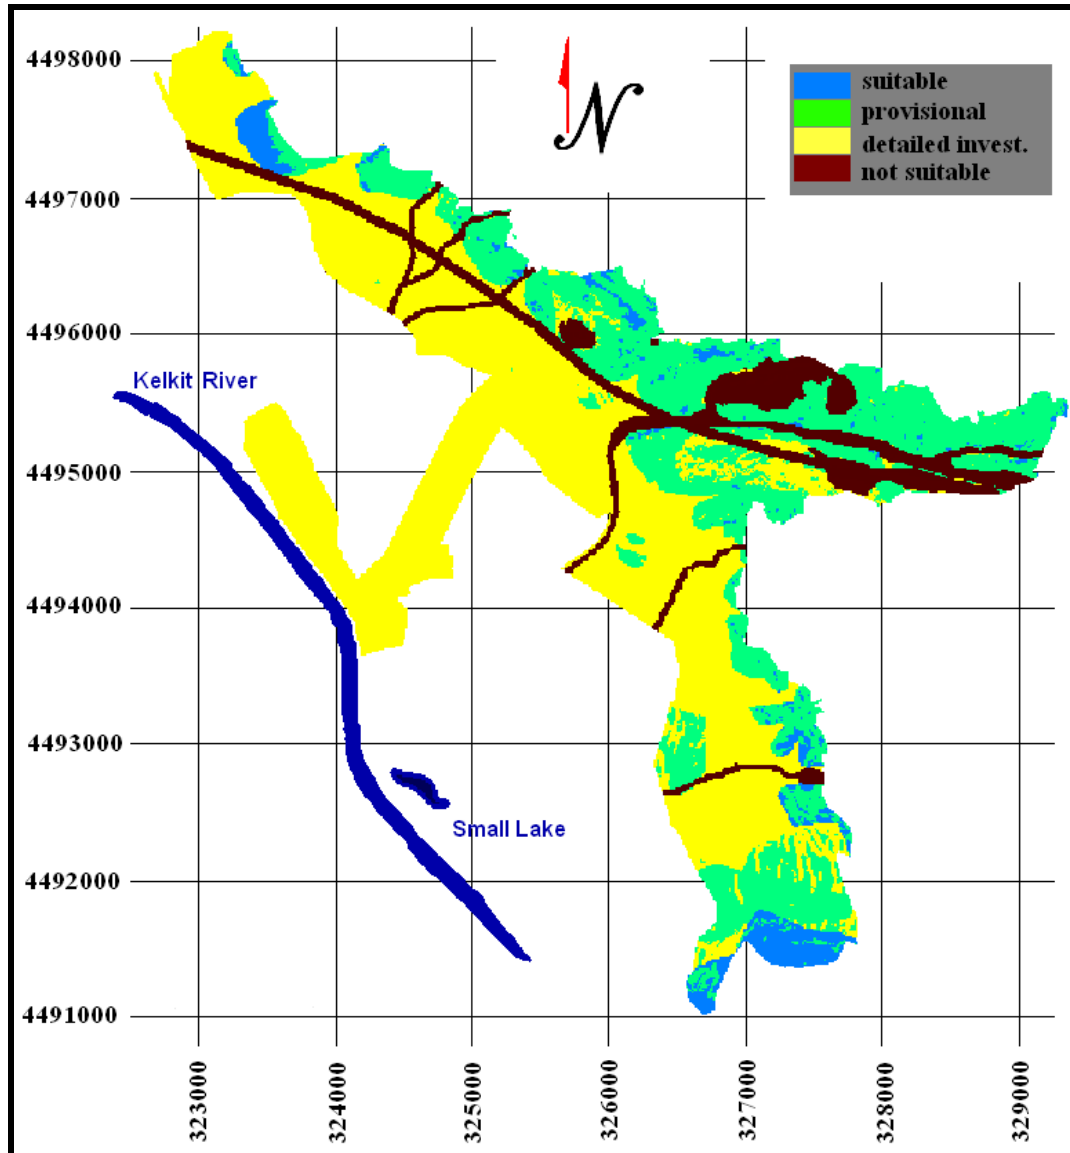 4498000
N
suitable
provisional
detailed invest.
not suitable
4497000
4496000
Kelkit River
4495000
4494000
4493000
Small Lake
4492000
4491000
323000
324000
325000
326000
327000
328000
329000